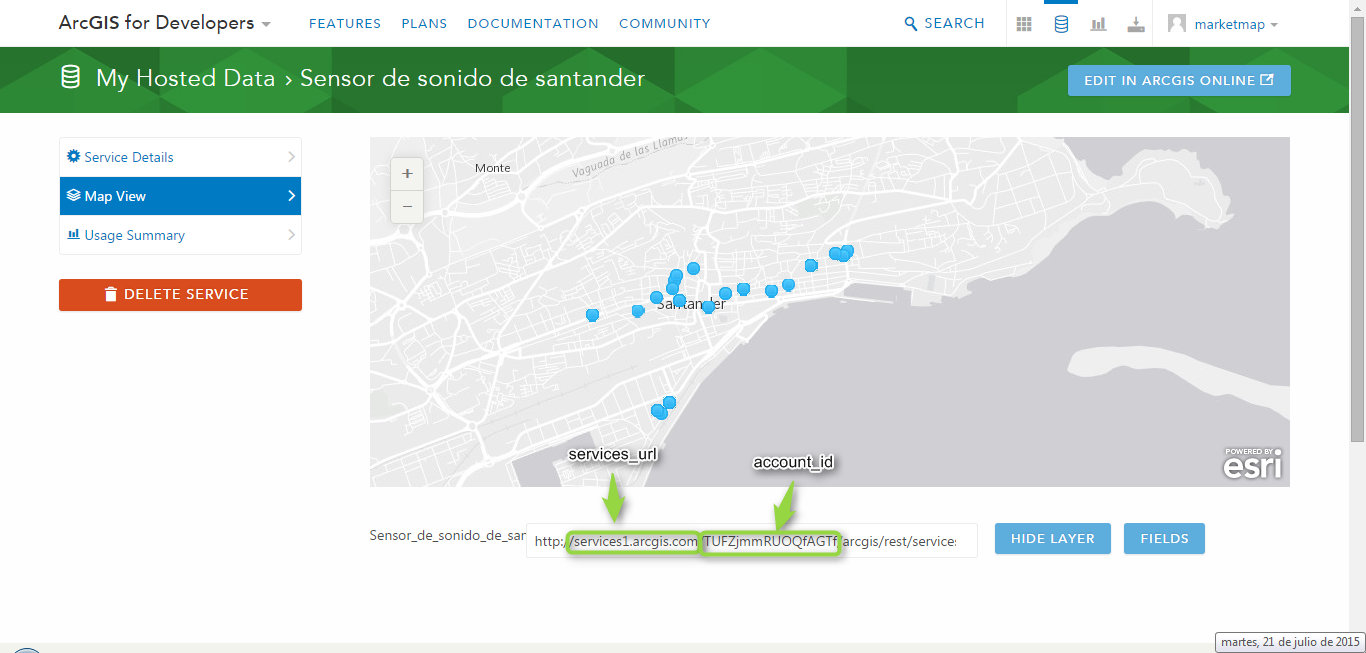 ArcGIS for Developers
FEATURES PLANS DOCUMENTATION COMMUNITY
SEARCH
marketmap
My Hosted Data › Sensor de sonido de santander
EDIT IN ARCGIS ONLINE
Service Details
Map View
Usage Summary
DELETE SERVICE
+
−
Monte
Vaguada de las Llamas
Santander
POWERED BY
esri
services_url
account_id
Sensor_de_sonido_de_san
http://services1.arcgis.com/TUFZjmmRUOQfAGTf/arcgis/rest/services
HIDE LAYER
FIELDS
martes, 21 de julio de 2015